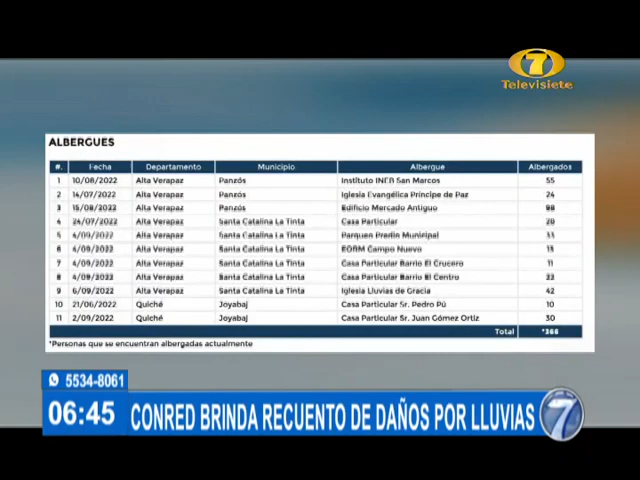 7
Televisiete
ALBERGUES
#. Fecha Departamento Municipio Albergue Albergados
1 10/08/2022 Alta Verapaz Panzós Instituto INEB San Marcos 55
2 14/07/2022 Alta Verapaz Panzós Iglesia Evangélica Príncipe de Paz 24
3 15/08/2022 Alta Verapaz Panzós Edificio Mercado Antiguo
4 24/07/2022 Alta Verapaz Santa Catalina La Tinta Casa Particular
5 4/09/2022 Alta Verapaz Santa Catalina La Tinta Municipal
6 4/09/2022 Alta Verapaz Santa Catalina La Tinta EORM Campo Nuevo
7 4/09/2022 Alta Verapaz Santa Catalina La Tinta Casa Particular Barrio El Crucero 11
8 4/09/2022 Alta Verapaz Santa Catalina La Tinta Casa Particular Barrio El Centro
9 6/09/2022 Alta Verapaz Santa Catalina La Tinta Iglesia Lluvias de Gracia 42
10 21/06/2022 Quiché Joyabaj Casa Particular Sr. Pedro Pú 10
11 2/09/2022 Quiché Joyabaj Casa Particular Sr. Juan Gómez Ortiz 30
Total *366
*Personas que se encuentran albergadas actualmente
5534-8061
06:45 CONRED BRINDA RECUENTO DE DAÑOS POR LLUVIAS 7